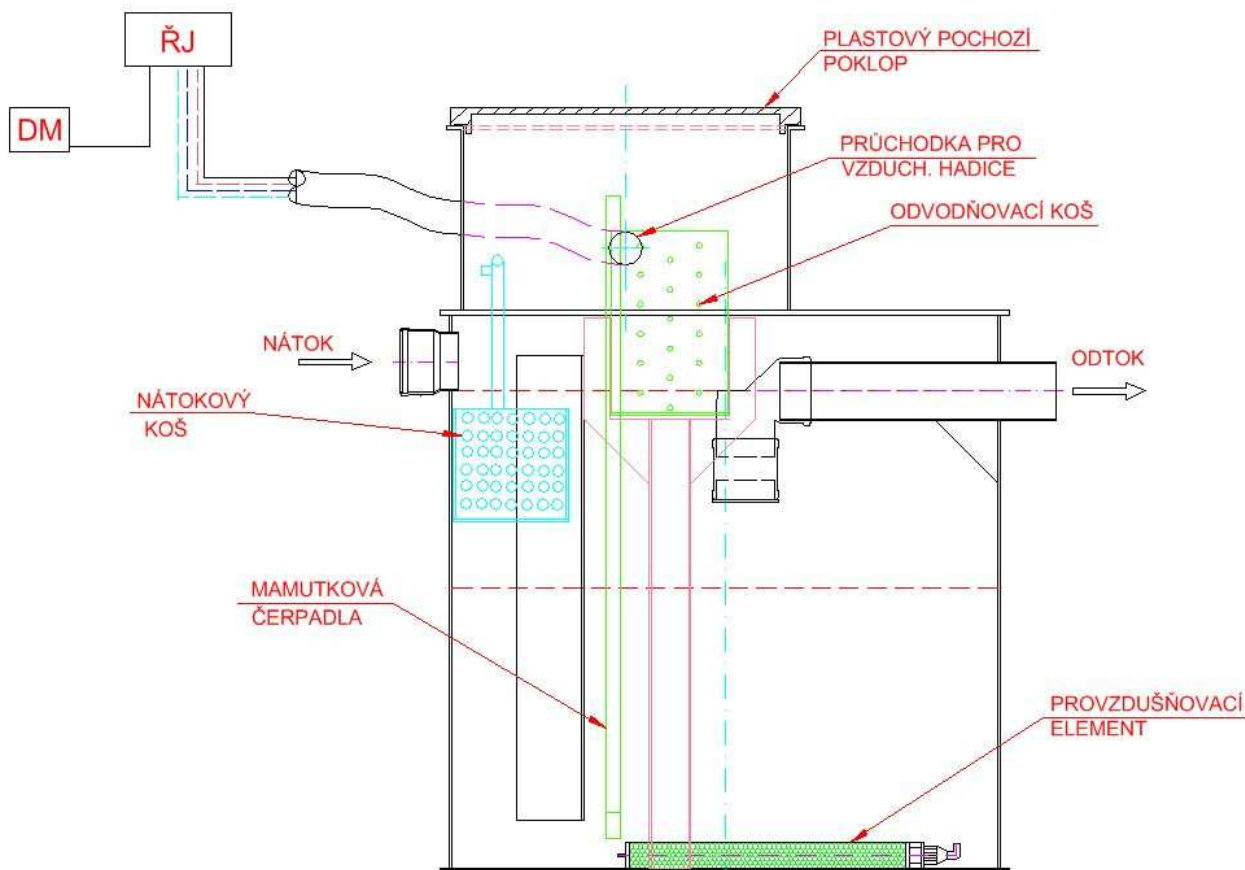 ŘJ
DM
PLASTOVÝ POCHOZÍ
POKLOP
PRŮCHODKA PRO
VZDUCH. HADICE
ODVODŇOVACÍ KOŠ
NÁTOK
ODTOK
NÁTOKOVÝ
KOŠ
MAMUTKOVÁ
ČERPADLA
PROVZDUŠŇOVACÍ
ELEMENT